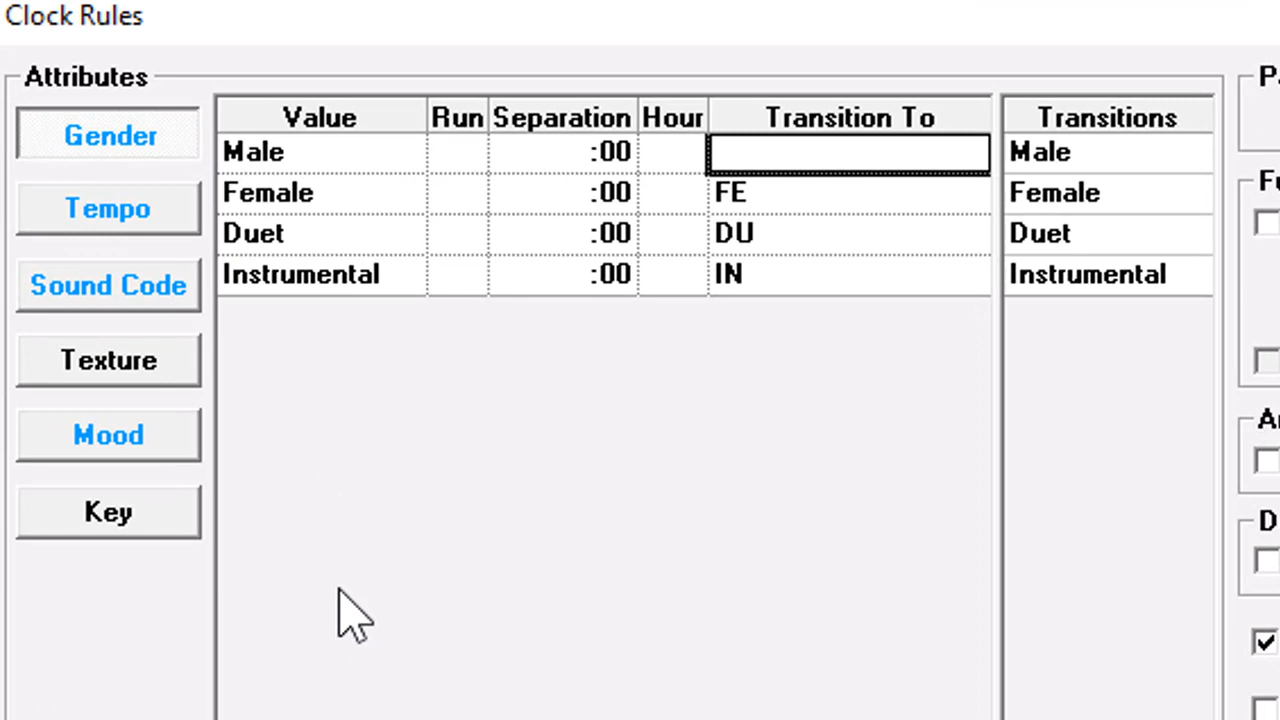 Clock Rules
Attributes
Gender
Tempo
Sound Code
Texture
Mood
Key
Value Run Separation Hour Transition To
Male :00
Female :00 FE
Duet :00 DU
Instrumental :00 IN
Transitions
Male
Female
Duet
Instrumental
D